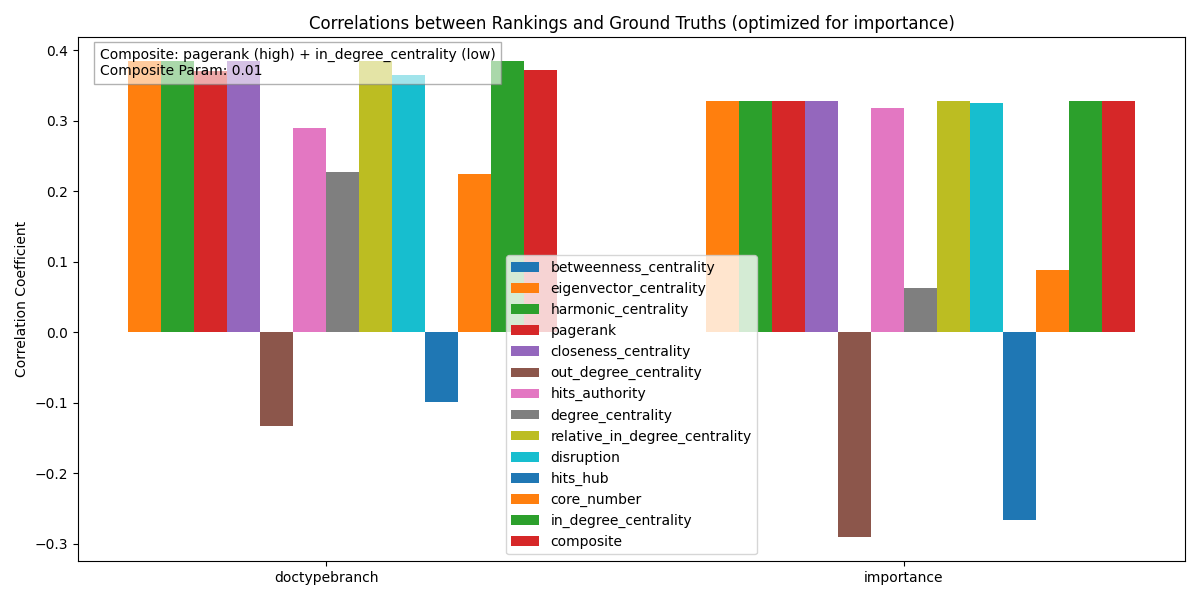 Correlations between Rankings and Ground Truths (optimized for importance)
Composite: pagerank (high) + in_degree_centrality (low)
Composite Param: 0.01
Correlation Coefficient
0.4
0.3
0.2
0.1
0.0
−0.1
−0.2
−0.3
betweenness_centrality
eigenvector_centrality
harmonic_centrality
pagerank
closeness_centrality
out_degree_centrality
hits_authority
degree_centrality
relative_in_degree_centrality
disruption
hits_hub
core_number
in_degree_centrality
composite
doctypebranch
importance